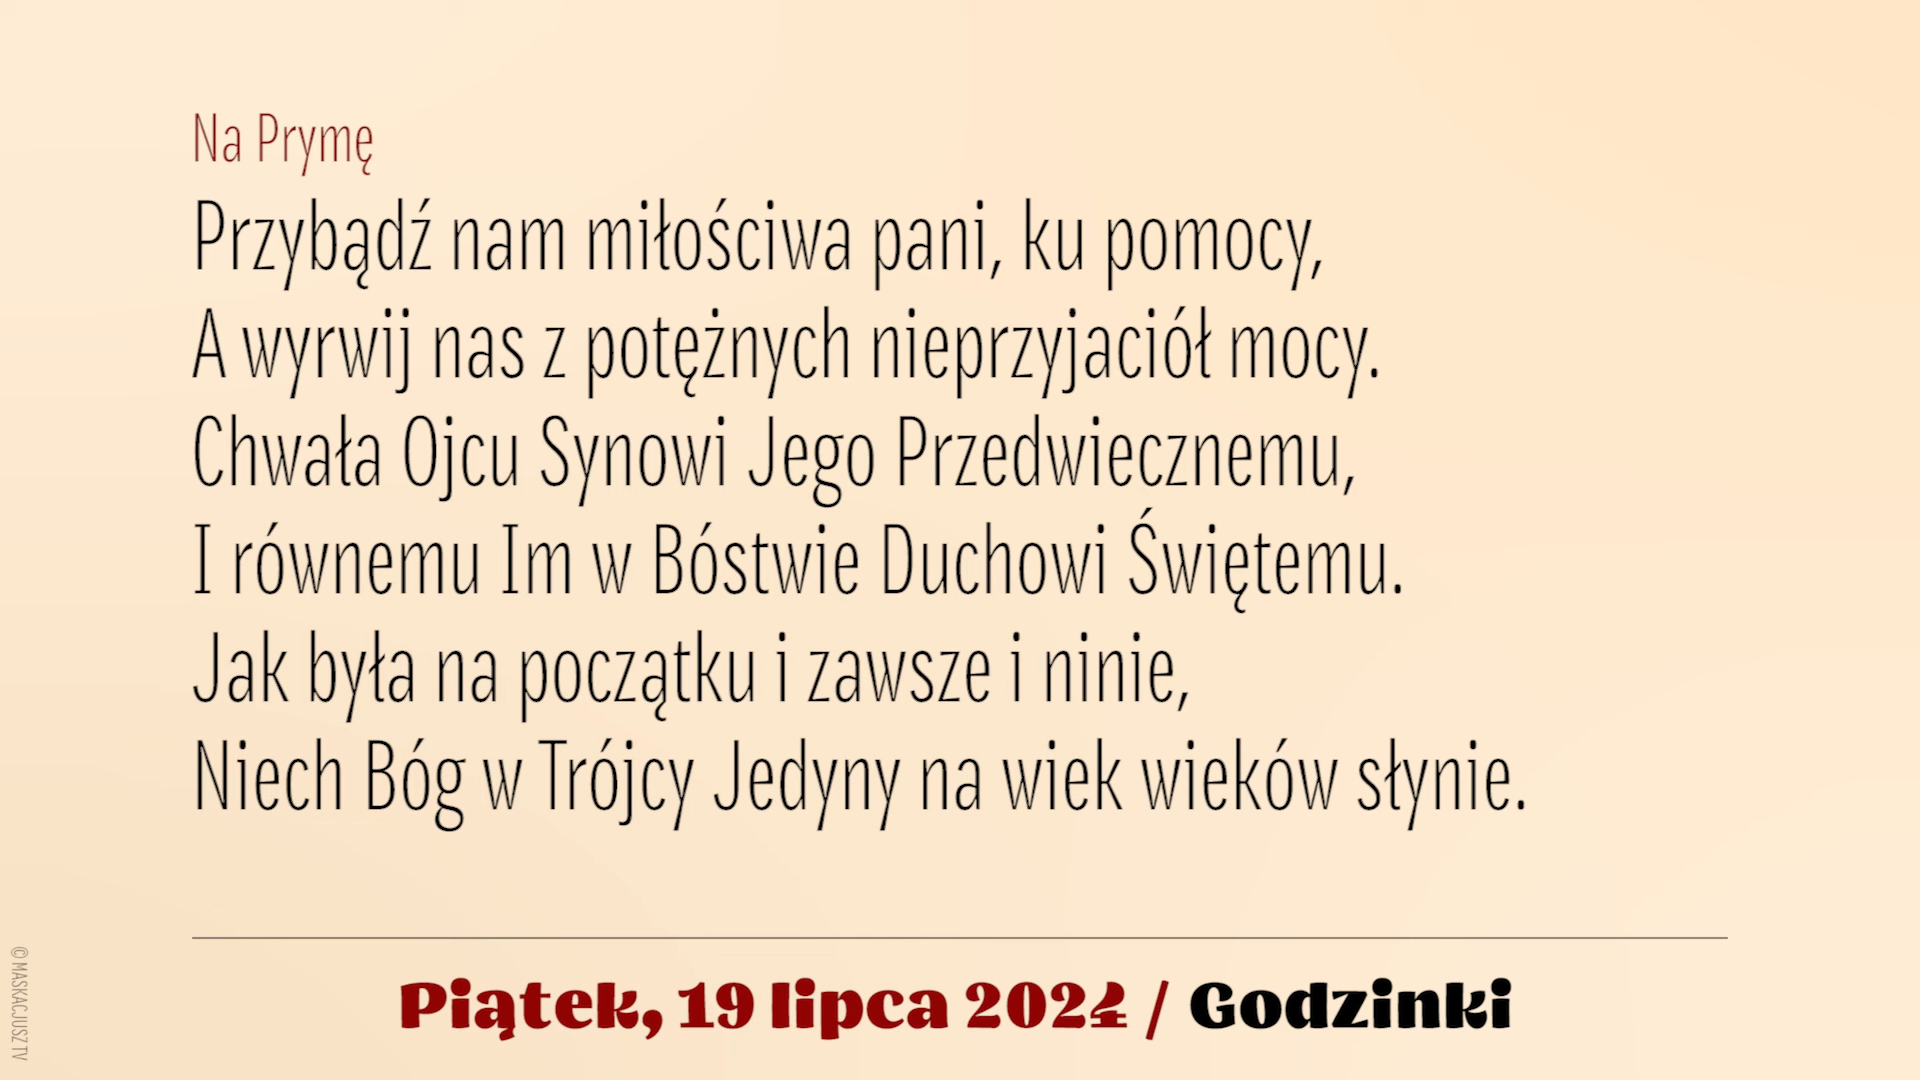 Na Prymę
Przybądź nam miłościwa pani, ku pomocy,
A wyrwij nas z potężnych nieprzyjaciół mocy.
Chwała Ojcu Synowi Jego Przedwiecznemu,
I równemu Im w Bóstwie Duchowi Świętemu.
Jak była na początku i zawsze i ninie,
Niech Bóg w Trójcy Jedyny na wiek wieków słynie.
Piątek, 19 lipca 2024 / Godzinki
© MASKACJUSZ TV